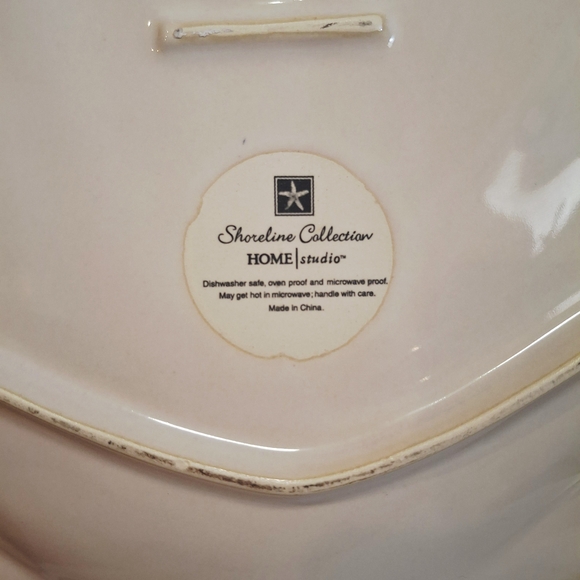 Shoreline Collection
HOME|studio™
Dishwasher safe, oven proof and microwave proof.
May get hot in microwave; handle with care.
Made in China.